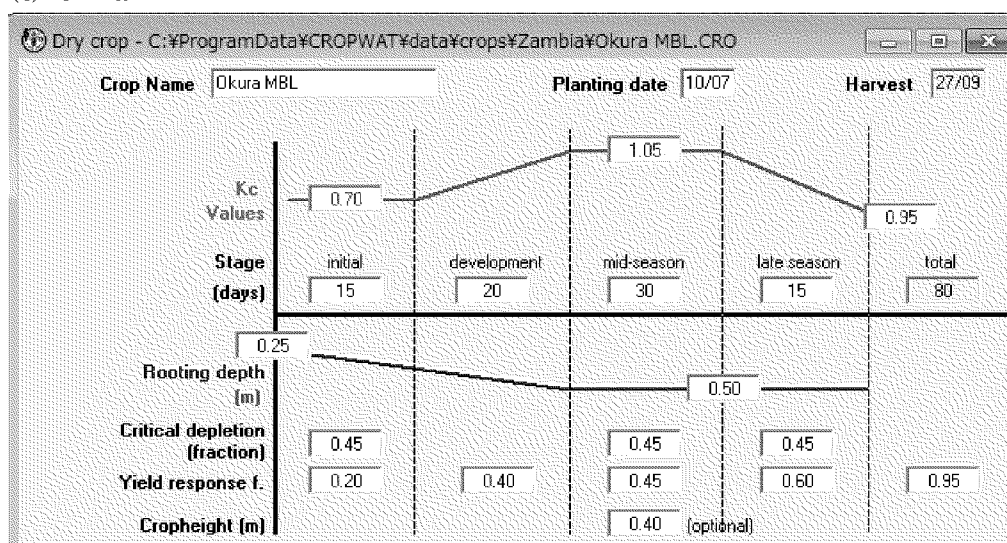 Dry crop - C:¥ProgramData¥CROPWAT¥data¥crops¥Zambia¥Okura MBL.CRO
Crop Name Okura MBL Planting date 10/07 Harvest 27/09
1.05
Kc Values 0.70
0.95
Stage initial development mid-season late season total
(days) 15 20 30 15 80
0.25
Rooting depth (m) 0.50
Critical depletion (fraction) 0.45 0.45 0.45
Yield response f. 0.20 0.40 0.45 0.60 0.95
Cropheight (m) 0.40 (optional)